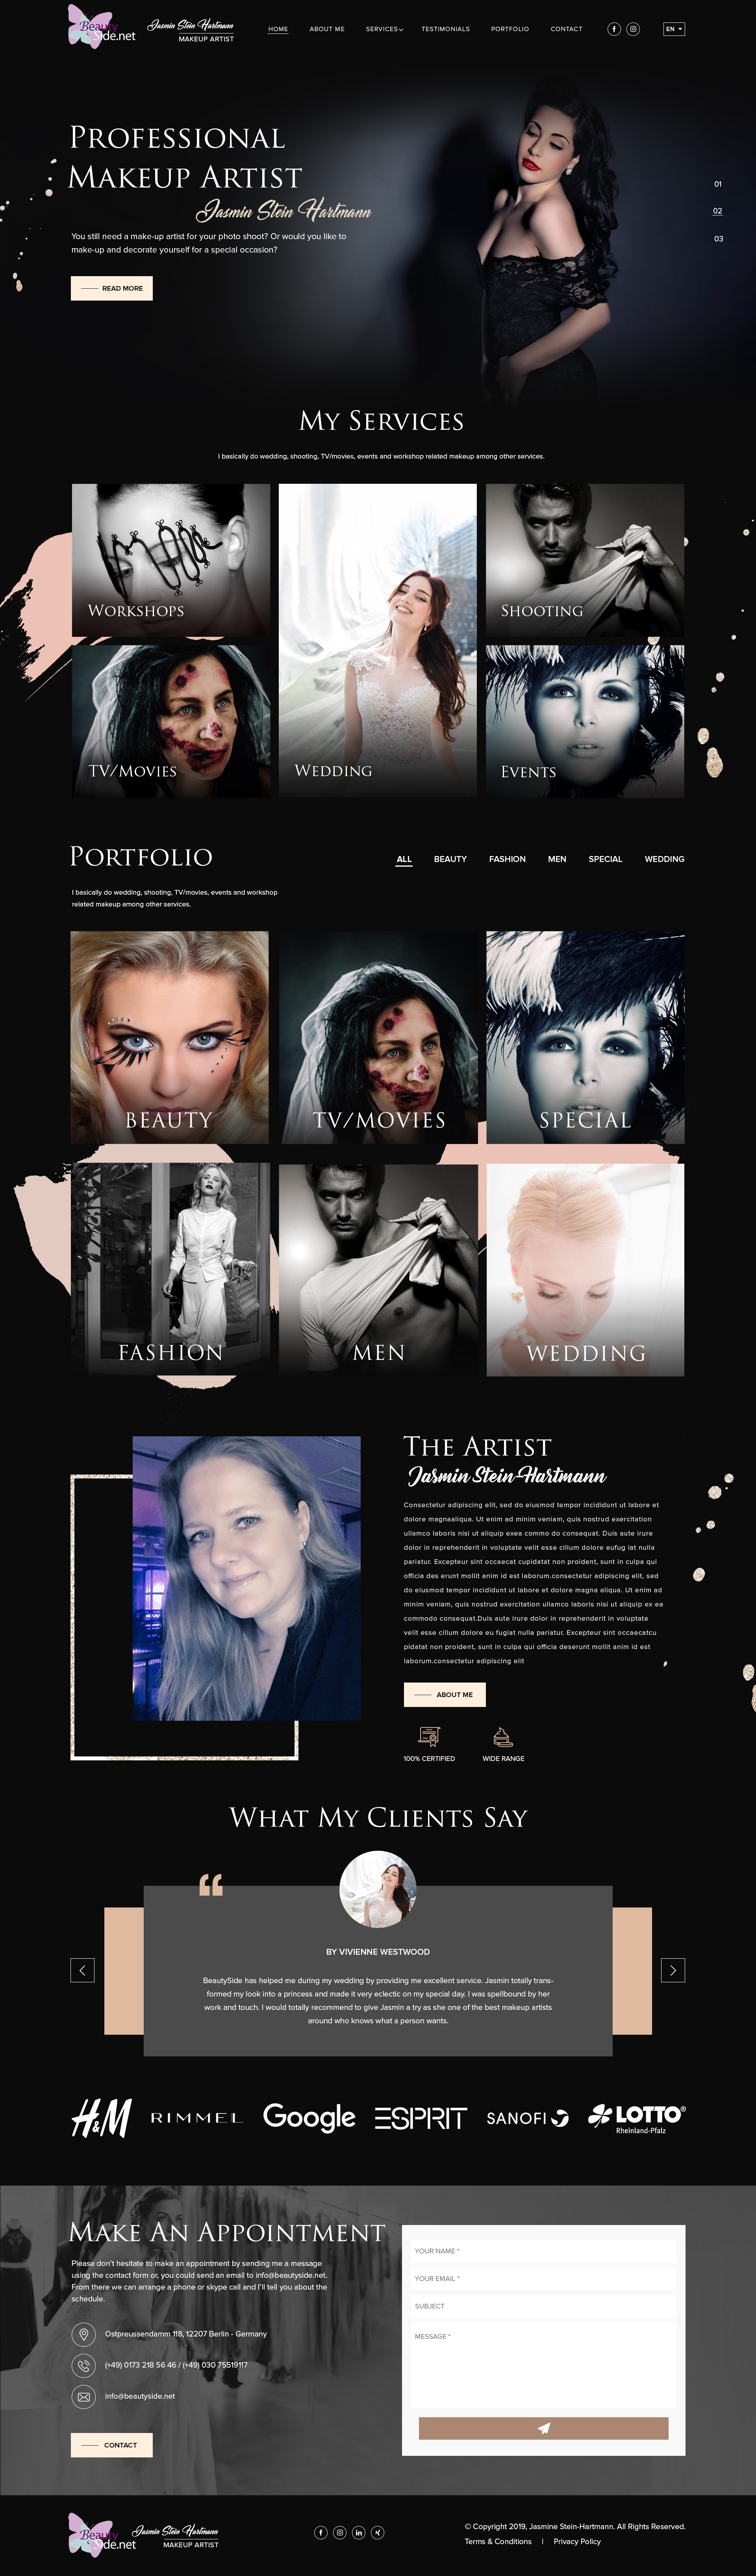 Beauty
Side.net
Jasmin Stein Hartmann
MAKEUP ARTIST
HOME
ABOUT ME
SERVICES
TESTIMONIALS
PORTFOLIO
CONTACT
EN
PROFESSIONAL
MAKEUP ARTIST
Jasmin Stein Hartmann
You still need a make-up artist for your photo shoot? Or would you like to
make-up and decorate yourself for a special occasion?
READ MORE
01
02
03
MY SERVICES
I basically do wedding, shooting, TV/movies, events and workshop related makeup among other services.
WORKSHOPS
SHOOTING
TV/MOVIES
WEDDING
EVENTS
PORTFOLIO
ALL
BEAUTY
FASHION
MEN
SPECIAL
WEDDING
I basically do wedding, shooting, TV/movies, events and workshop
related makeup among other services.
BEAUTY
TV/MOVIES
SPECIAL
FASHION
MEN
WEDDING
THE ARTIST
Jasmin Stein-Hartmann
Consectetur adipiscing elit, sed do eiusmod tempor incididunt ut labore et
dolore magnaaliqua. Ut enim ad minim veniam, quis nostrud exercitation
ullamco laboris nisi ut aliquip exea commo do consequat. Duis aute irure
dolor in reprehenderit in voluptate velit esse cillum dolore eufug iat nulla
pariatur. Excepteur sint occaecat cupidatat non proident, sunt in culpa qui
officia des erunt mollit anim id est laborum.consectetur adipiscing elit, sed
do eiusmod tempor incididunt ut labore et dolore magna aliqua. Ut enim ad
minim veniam, quis nostrud exercitation ullamco laboris nisi ut aliquip ex ea
commodo consequat.Duis aute irure dolor in reprehenderit in voluptate
velit esse cillum dolore eu fugiat nulla pariatur. Excepteur sint occaecatcu
pidatat non proident, sunt in culpa qui officia deserunt mollit anim id est
laborum.consectetur adipiscing elit
ABOUT ME
100% CERTIFIED
WIDE RANGE
WHAT MY CLIENTS SAY
BY VIVIENNE WESTWOOD
BeautySide has helped me during my wedding by providing me excellent service. Jasmin totally trans-
formed my look into a princess and made it very eclectic on my special day. I was spellbound by her
work and touch. I would totally recommend to give Jasmin a try as she one of the best makeup artists
around who knows what a person wants.
H&M
RIMMEL
Google
ESPRIT
SANOFI
LOTTO®
Rheinland-Pfalz
MAKE AN APPOINTMENT
Please don't hesitate to make an appointment by sending me a message
using the contact form or, you could send an email to info@beautyside.net.
From there we can arrange a phone or skype call and I'll tell you about the
schedule.
Ostpreussendamm 118, 12207 Berlin - Germany
(+49) 0173 218 56 46 / (+49) 030 75519117
info@beautyside.net
CONTACT
YOUR NAME *
YOUR EMAIL *
SUBJECT
MESSAGE *
Beauty
Side.net
Jasmin Stein Hartmann
MAKEUP ARTIST
© Copyright 2019, Jasmine Stein-Hartmann. All Rights Reserved.
Terms & Conditions | Privacy Policy